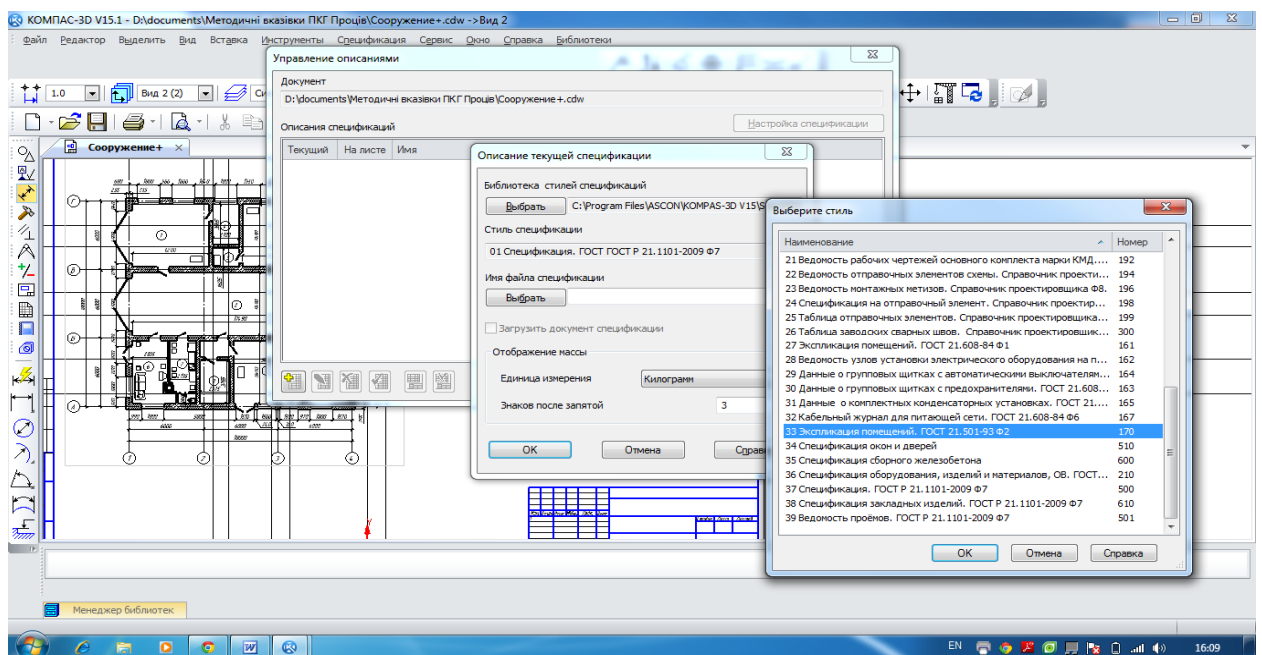 КОМПАС-3D V15.1 - D:\documents\Методичні вказівки ПКГ Проців\Сооружение+.cdw ->Вид 2
Файл Редактор Выделить Вид Вставка Инструменты Спецификация Сервис Окно Справка Библиотеки
1.0 Вид 2 (2)
Сооружение+
Управление описаниями
Документ
D:\documents\Методичні вказівки ПКГ Проців\Сооружение+.cdw
Описания спецификаций
Настройка спецификации
Текущий На листе Имя
Описание текущей спецификации
Библиотека стилей спецификаций
Выбрать C:\Program Files\ASCON\KOMPAS-3D V15\S
Стиль спецификации
01 Спецификация. ГОСТ ГОСТ Р 21.1101-2009 Ф7
Имя файла спецификации
Выбрать
Загрузить документ спецификации
Отображение массы
Единица измерения Килограмм
Знаков после запятой 3
ОК Отмена Справ
Выберите стиль
Наименование Номер
21 Ведомость рабочих чертежей основного комплекта марки КМД.... 192
22 Ведомость отправочных элементов схемы. Справочник проекти... 194
23 Ведомость монтажных метизов. Справочник проектировщика Ф8. 196
24 Спецификация на отправочный элемент. Справочник проектир... 198
25 Таблица отправочных элементов. Справочник проектировщика... 199
26 Таблица заводских сварных швов. Справочник проектировщик... 300
27 Экспликация помещений. ГОСТ 21.608-84 Ф1 161
28 Ведомость узлов установки электрического оборудования на п... 162
29 Данные о групповых щитках с автоматическими выключателям... 164
30 Данные о групповых щитках с предохранителями. ГОСТ 21.608... 163
31 Данные о комплектных конденсаторных установках. ГОСТ 21.... 165
32 Кабельный журнал для питающей сети. ГОСТ 21.608-84 Ф6 167
33 Экспликация помещений. ГОСТ 21.501-93 Ф2 170
34 Спецификация окон и дверей 510
35 Спецификация сборного железобетона 600
36 Спецификация оборудования, изделий и материалов, ОВ. ГОСТ... 210
37 Спецификация. ГОСТ Р 21.1101-2009 Ф7 500
38 Спецификация закладных изделий. ГОСТ Р 21.1101-2009 Ф7 610
39 Ведомость проёмов. ГОСТ Р 21.1101-2009 Ф7 501
ОК Отмена Справка
Менеджер библиотек
EN 16:09